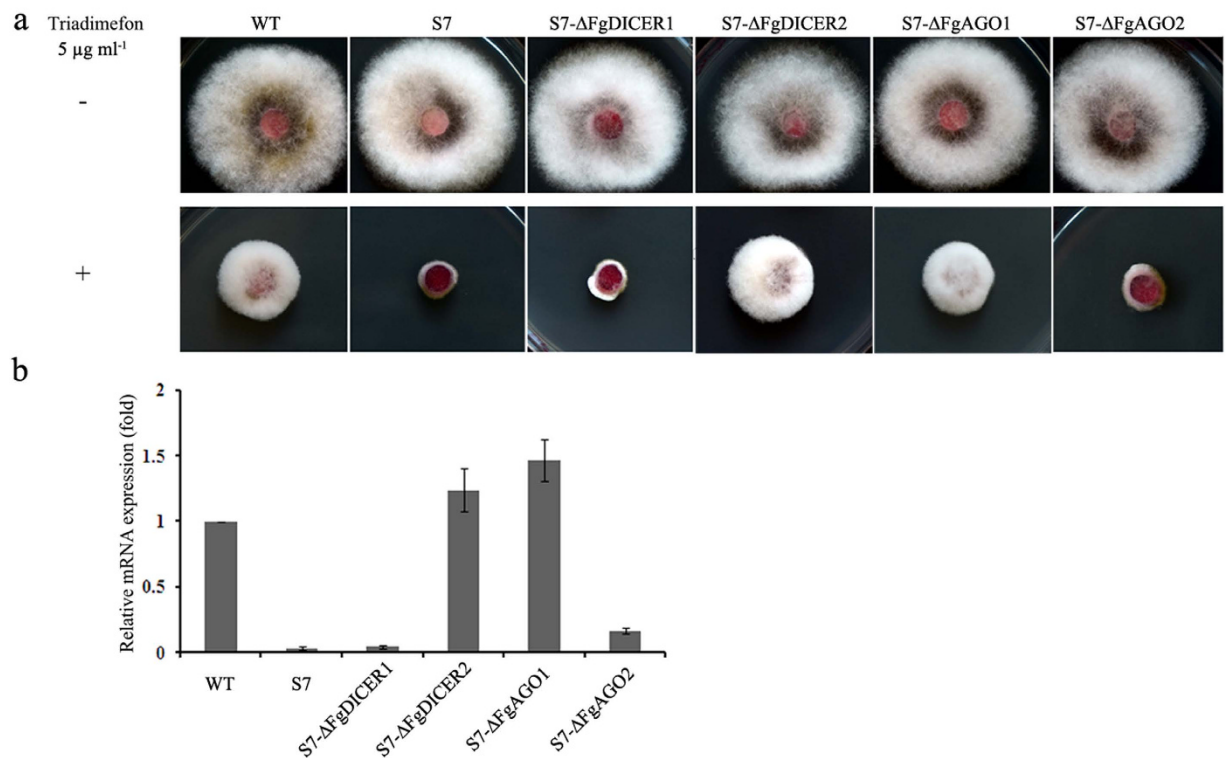 a
Triadimefon
5 µg ml-1
WT S7 S7-ΔFgDICER1 S7-ΔFgDICER2 S7-ΔFgAGO1 S7-ΔFgAGO2
-
+
b
Relative mRNA expression (fold)
2
1.5
1
0.5
0
WT S7 S7-ΔFgDICER1 S7-ΔFgDICER2 S7-ΔFgAGO1 S7-ΔFgAGO2